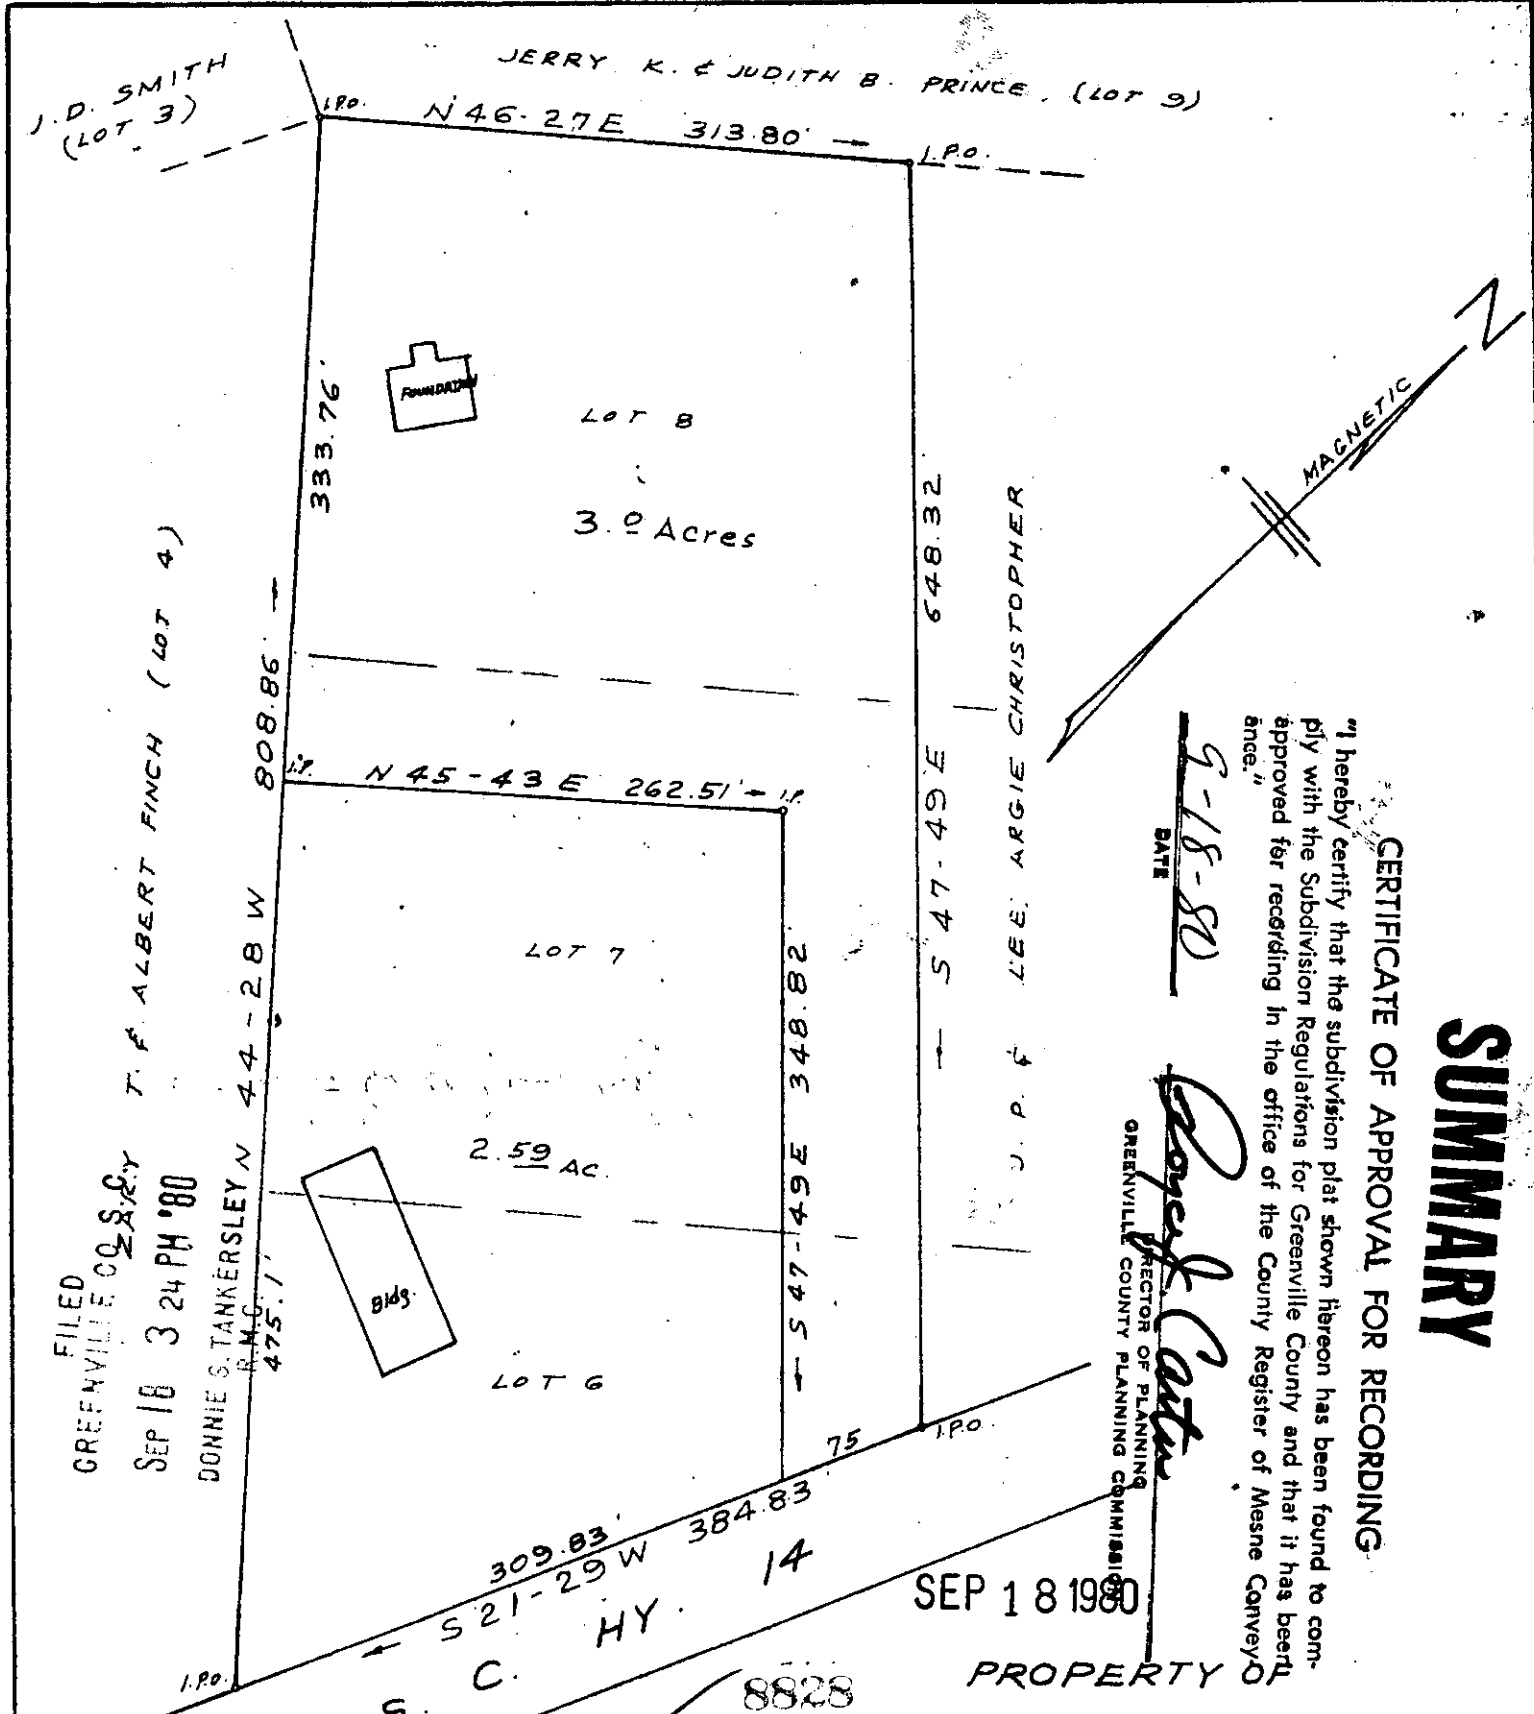 JERRY K. & JUDITH B. PRINCE. (LOT 9)
J.D. SMITH
(LOT 3)
I.P.O.
N 46-27 E 313.80'
I.P.O.
FOUNDATION
LOT 8
3.0 Acres
333.76'
808.86'
648.32
S 47-49 E
MAGNETIC
N
J. P. & LEE ARGIE CHRISTOPHER
T. & ALBERT FINCH (LOT 4)
I.P.
N 45-43 E 262.51'
I.P.
LOT 7
2.59 AC.
S 47-49 E 348.82
N 44-28 W
475.1'
Bldg.
LOT 6
75
I.P.O.
309.83'
384.83
S 21-29 W
S. C. HY. 14
I.P.O.
FILED
GREENVILLE CO. S. C.
SEP 18 3 24 PM '80
DONNIE S. TANKERSLEY
R.M.C.
SUMMARY
CERTIFICATE OF APPROVAL FOR RECORDING
"I hereby certify that the subdivision plat shown hereon has been found to com-
ply with the Subdivision Regulations for Greenville County and that it has been
approved for recording in the office of the County Register of Mesne Convey-
ance."
9-18-80
DATE
DIRECTOR OF PLANNING
GREENVILLE COUNTY PLANNING COMMISSION
SEP 18 1980
PROPERTY OF
8828